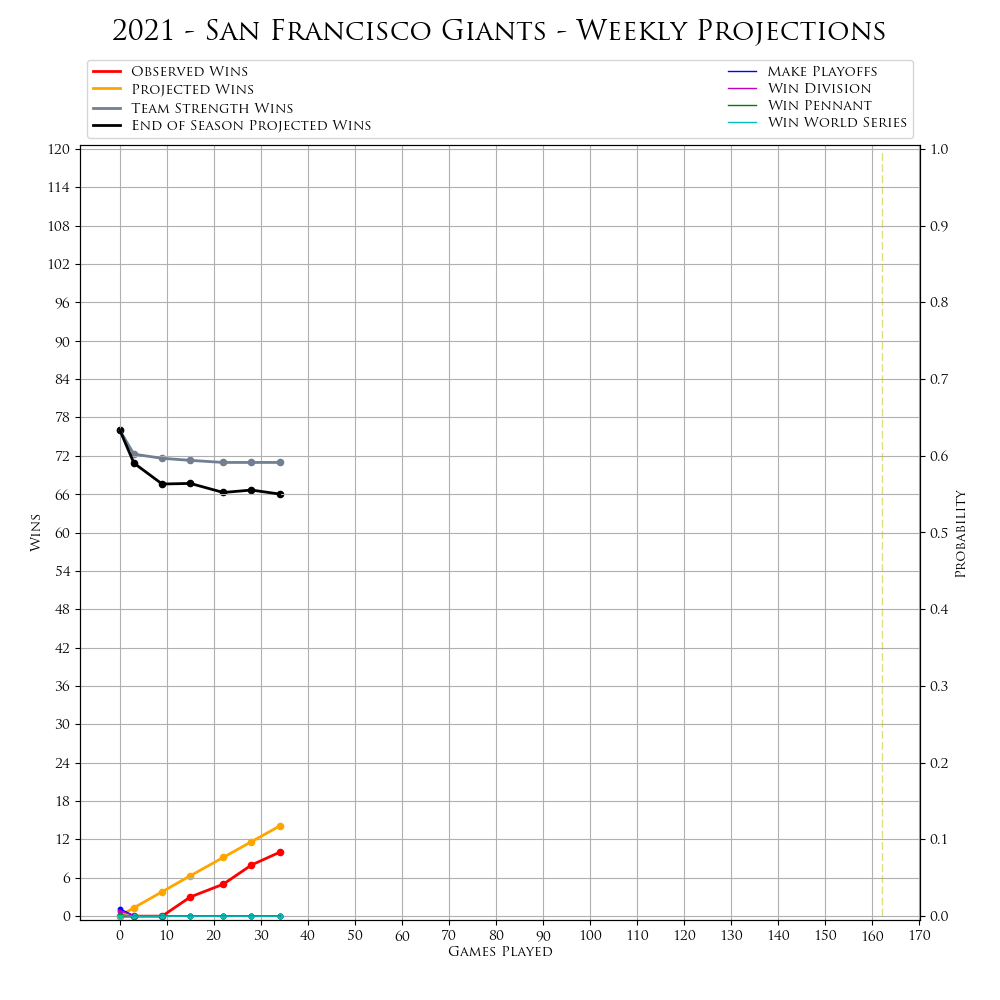 2021 - San Francisco Giants - Weekly Projections
Observed Wins
Projected Wins
Team Strength Wins
End of Season Projected Wins
Make Playoffs
Win Division
Win Pennant
Win World Series
120
114
108
102
96
90
84
78
72
66
60
54
48
42
36
30
24
18
12
6
0
Wins
1.0
0.9
0.8
0.7
0.6
0.5
0.4
0.3
0.2
0.1
0.0
Probability
0 10 20 30 40 50 60 70 80 90 100 110 120 130 140 150 160 170
Games Played